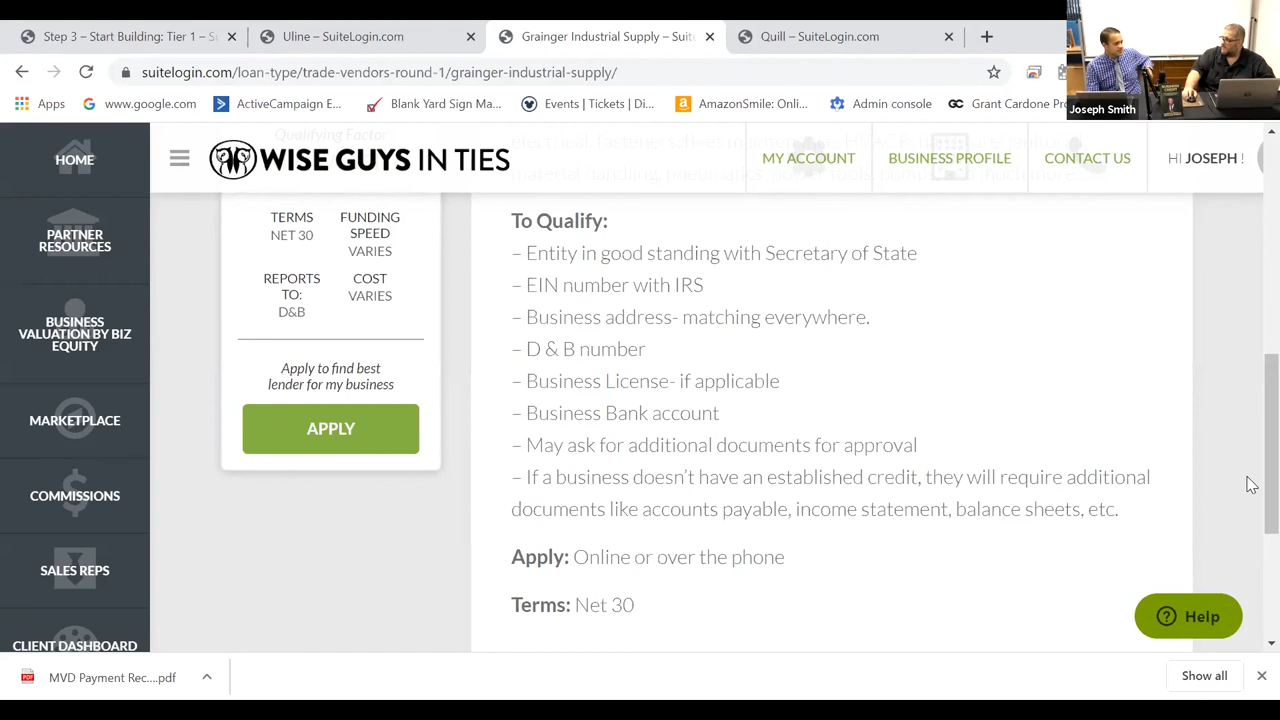 Step 3 – Start Building: Tier 1 – S
Uline – SuiteLogin.com
Grainger Industrial Supply – Suite
Quill – SuiteLogin.com
suitelogin.com/loan-type/trade-vendors-round-1/grainger-industrial-supply/
Apps
www.google.com
ActiveCampaign E...
Blank Yard Sign Ma...
Events | Tickets | Di...
AmazonSmile: Onli...
Admin console
GC
Grant Cardone Pro
Joseph Smith
HOME
PARTNER
RESOURCES
BUSINESS
VALUATION BY BIZ
EQUITY
MARKETPLACE
COMMISSIONS
SALES REPS
CLIENT DASHBOARD
WISE GUYS IN TIES
MY ACCOUNT
BUSINESS PROFILE
CONTACT US
HI JOSEPH !
Qualifying Factor
TERMS
NET 30
FUNDING
SPEED
VARIES
REPORTS
TO:
D&B
COST
VARIES
Apply to find best
lender for my business
APPLY
To Qualify:
– Entity in good standing with Secretary of State
– EIN number with IRS
– Business address- matching everywhere.
– D & B number
– Business License- if applicable
– Business Bank account
– May ask for additional documents for approval
– If a business doesn’t have an established credit, they will require additional
documents like accounts payable, income statement, balance sheets, etc.
Apply: Online or over the phone
Terms: Net 30
Help
MVD Payment Rec....pdf
Show all